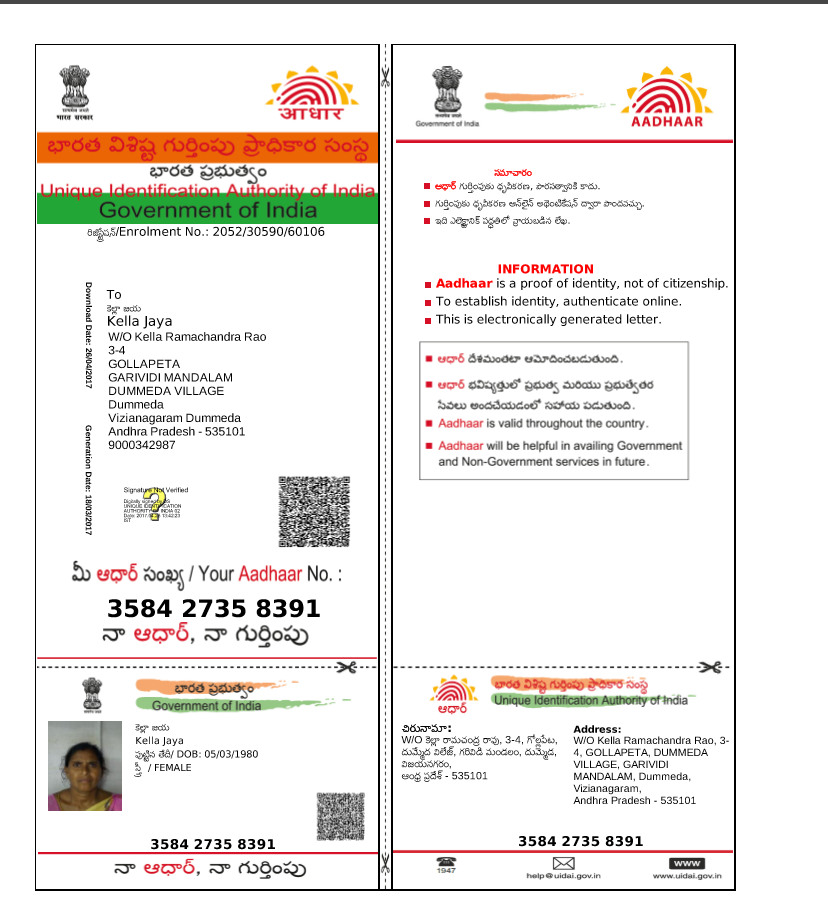 भारत सरकार
आधार
భారత విశిష్ట గుర్తింపు ప్రాధికార సంస్థ
భారత ప్రభుత్వం
Unique Identification Authority of India
Government of India
రిజిస్ట్రేషన్/Enrolment No.: 2052/30590/60106
Download Date: 26/04/2017
Generation Date: 18/03/2017
To
కెల్లా జయ
Kella Jaya
W/O Kella Ramachandra Rao
3-4
GOLLAPETA
GARIVIDI MANDALAM
DUMMEDA VILLAGE
Dummeda
Vizianagaram Dummeda
Andhra Pradesh - 535101
9000342987
Signature Not Verified
Digitally signed by DS
UNIQUE IDENTIFICATION
AUTHORITY OF INDIA 02
IST
మీ ఆధార్ సంఖ్య / Your Aadhaar No. :
3584 2735 8391
నా ఆధార్, నా గుర్తింపు
భారత ప్రభుత్వం
Government of India
కెల్లా జయ
Kella Jaya
పుట్టిన తేదీ/ DOB: 05/03/1980
స్త్రీ / FEMALE
3584 2735 8391
నా ఆధార్, నా గుర్తింపు
Government of India
AADHAAR
సమాచారం
ఆధార్ గుర్తింపుకు ధృవీకరణ, పౌరసత్వానికి కాదు.
గుర్తింపుకు ధృవీకరణ ఆన్‌లైన్ అథెంటికేషన్ ద్వారా పొందవచ్చు.
ఇది ఎలెక్ట్రానిక్ పద్ధతిలో వ్రాయబడిన లేఖ.
INFORMATION
Aadhaar is a proof of identity, not of citizenship.
To establish identity, authenticate online.
This is electronically generated letter.
ఆధార్ దేశమంతటా ఆమోదించబడుతుంది.
ఆధార్ భవిష్యత్తులో ప్రభుత్వ మరియు ప్రభుత్వేతర
సేవలు అందచేయడంలో సహాయ పడుతుంది.
Aadhaar is valid throughout the country.
Aadhaar will be helpful in availing Government
and Non-Government services in future.
ఆధార్
భారత విశిష్ట గుర్తింపు ప్రాధికార సంస్థ
Unique Identification Authority of India
చిరునామా:
W/O కెల్లా రామచంద్ర రావు, 3-4, గోల్లపేట,
దుమ్మేద విలేజ్, గరివిడి మండలం, దుమ్మెడ,
విజయనగరం,
ఆంధ్ర ప్రదేశ్ - 535101
Address:
W/O Kella Ramachandra Rao, 3-
4, GOLLAPETA, DUMMEDA
VILLAGE, GARIVIDI
MANDALAM, Dummeda,
Vizianagaram,
Andhra Pradesh - 535101
3584 2735 8391
1947
help@uidai.gov.in
www
www.uidai.gov.in